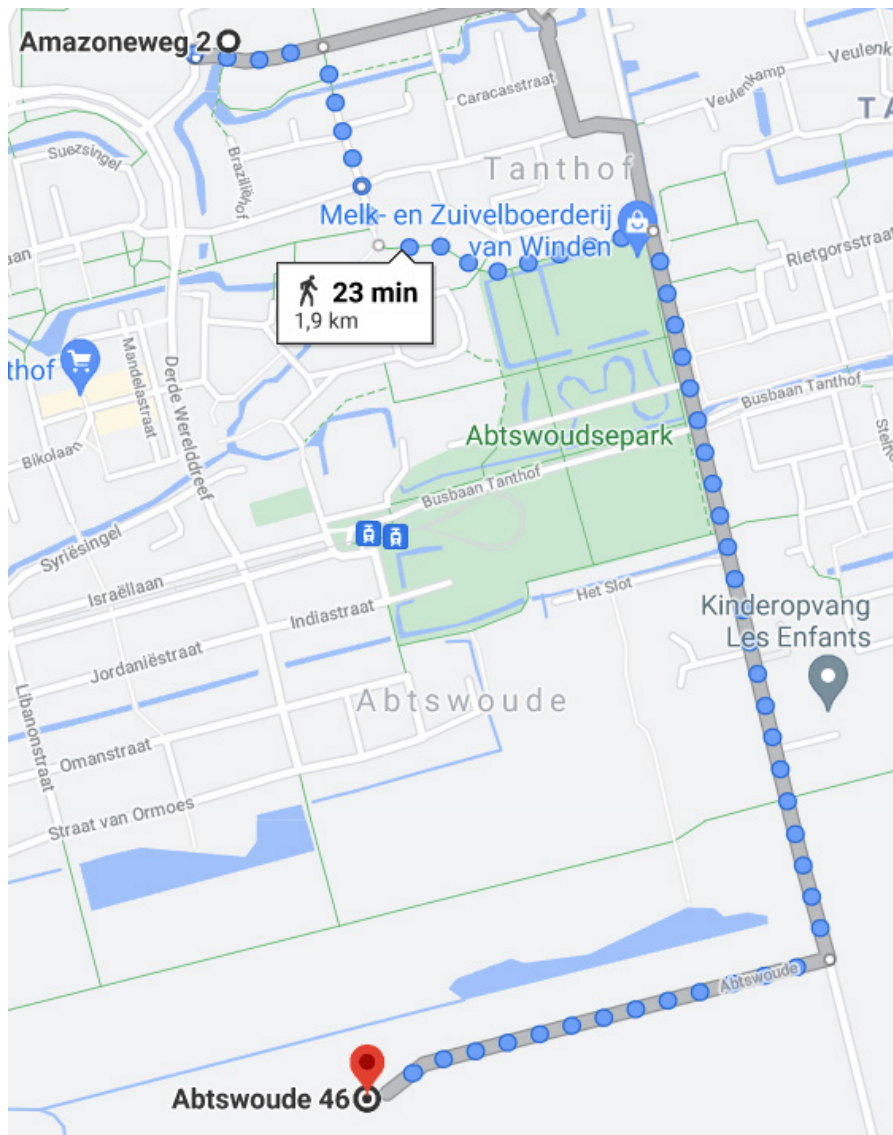 Amazoneweg 2
Veulenkamp
Veulenk
Caracasstraat
TA
Suezsingel
Braziliëhof
Tanthof
Melk- en Zuivelboerderij
van Winden
Rietgorsstraat
aan
23 min
1,9 km
thof
Mandelastraat
Derde Werelddreef
Busbaan Tanthof
Bikolaan
Abtswoudsepark
Busbaan Tanthof
Syriësingel
Israëllaan
Indiastraat
Het Slot
Kinderopvang
Les Enfants
Jordaniëstraat
Libanonstraat
Abtswoude
Omanstraat
Straat van Ormoes
Abtswoude
Abtswoude 46